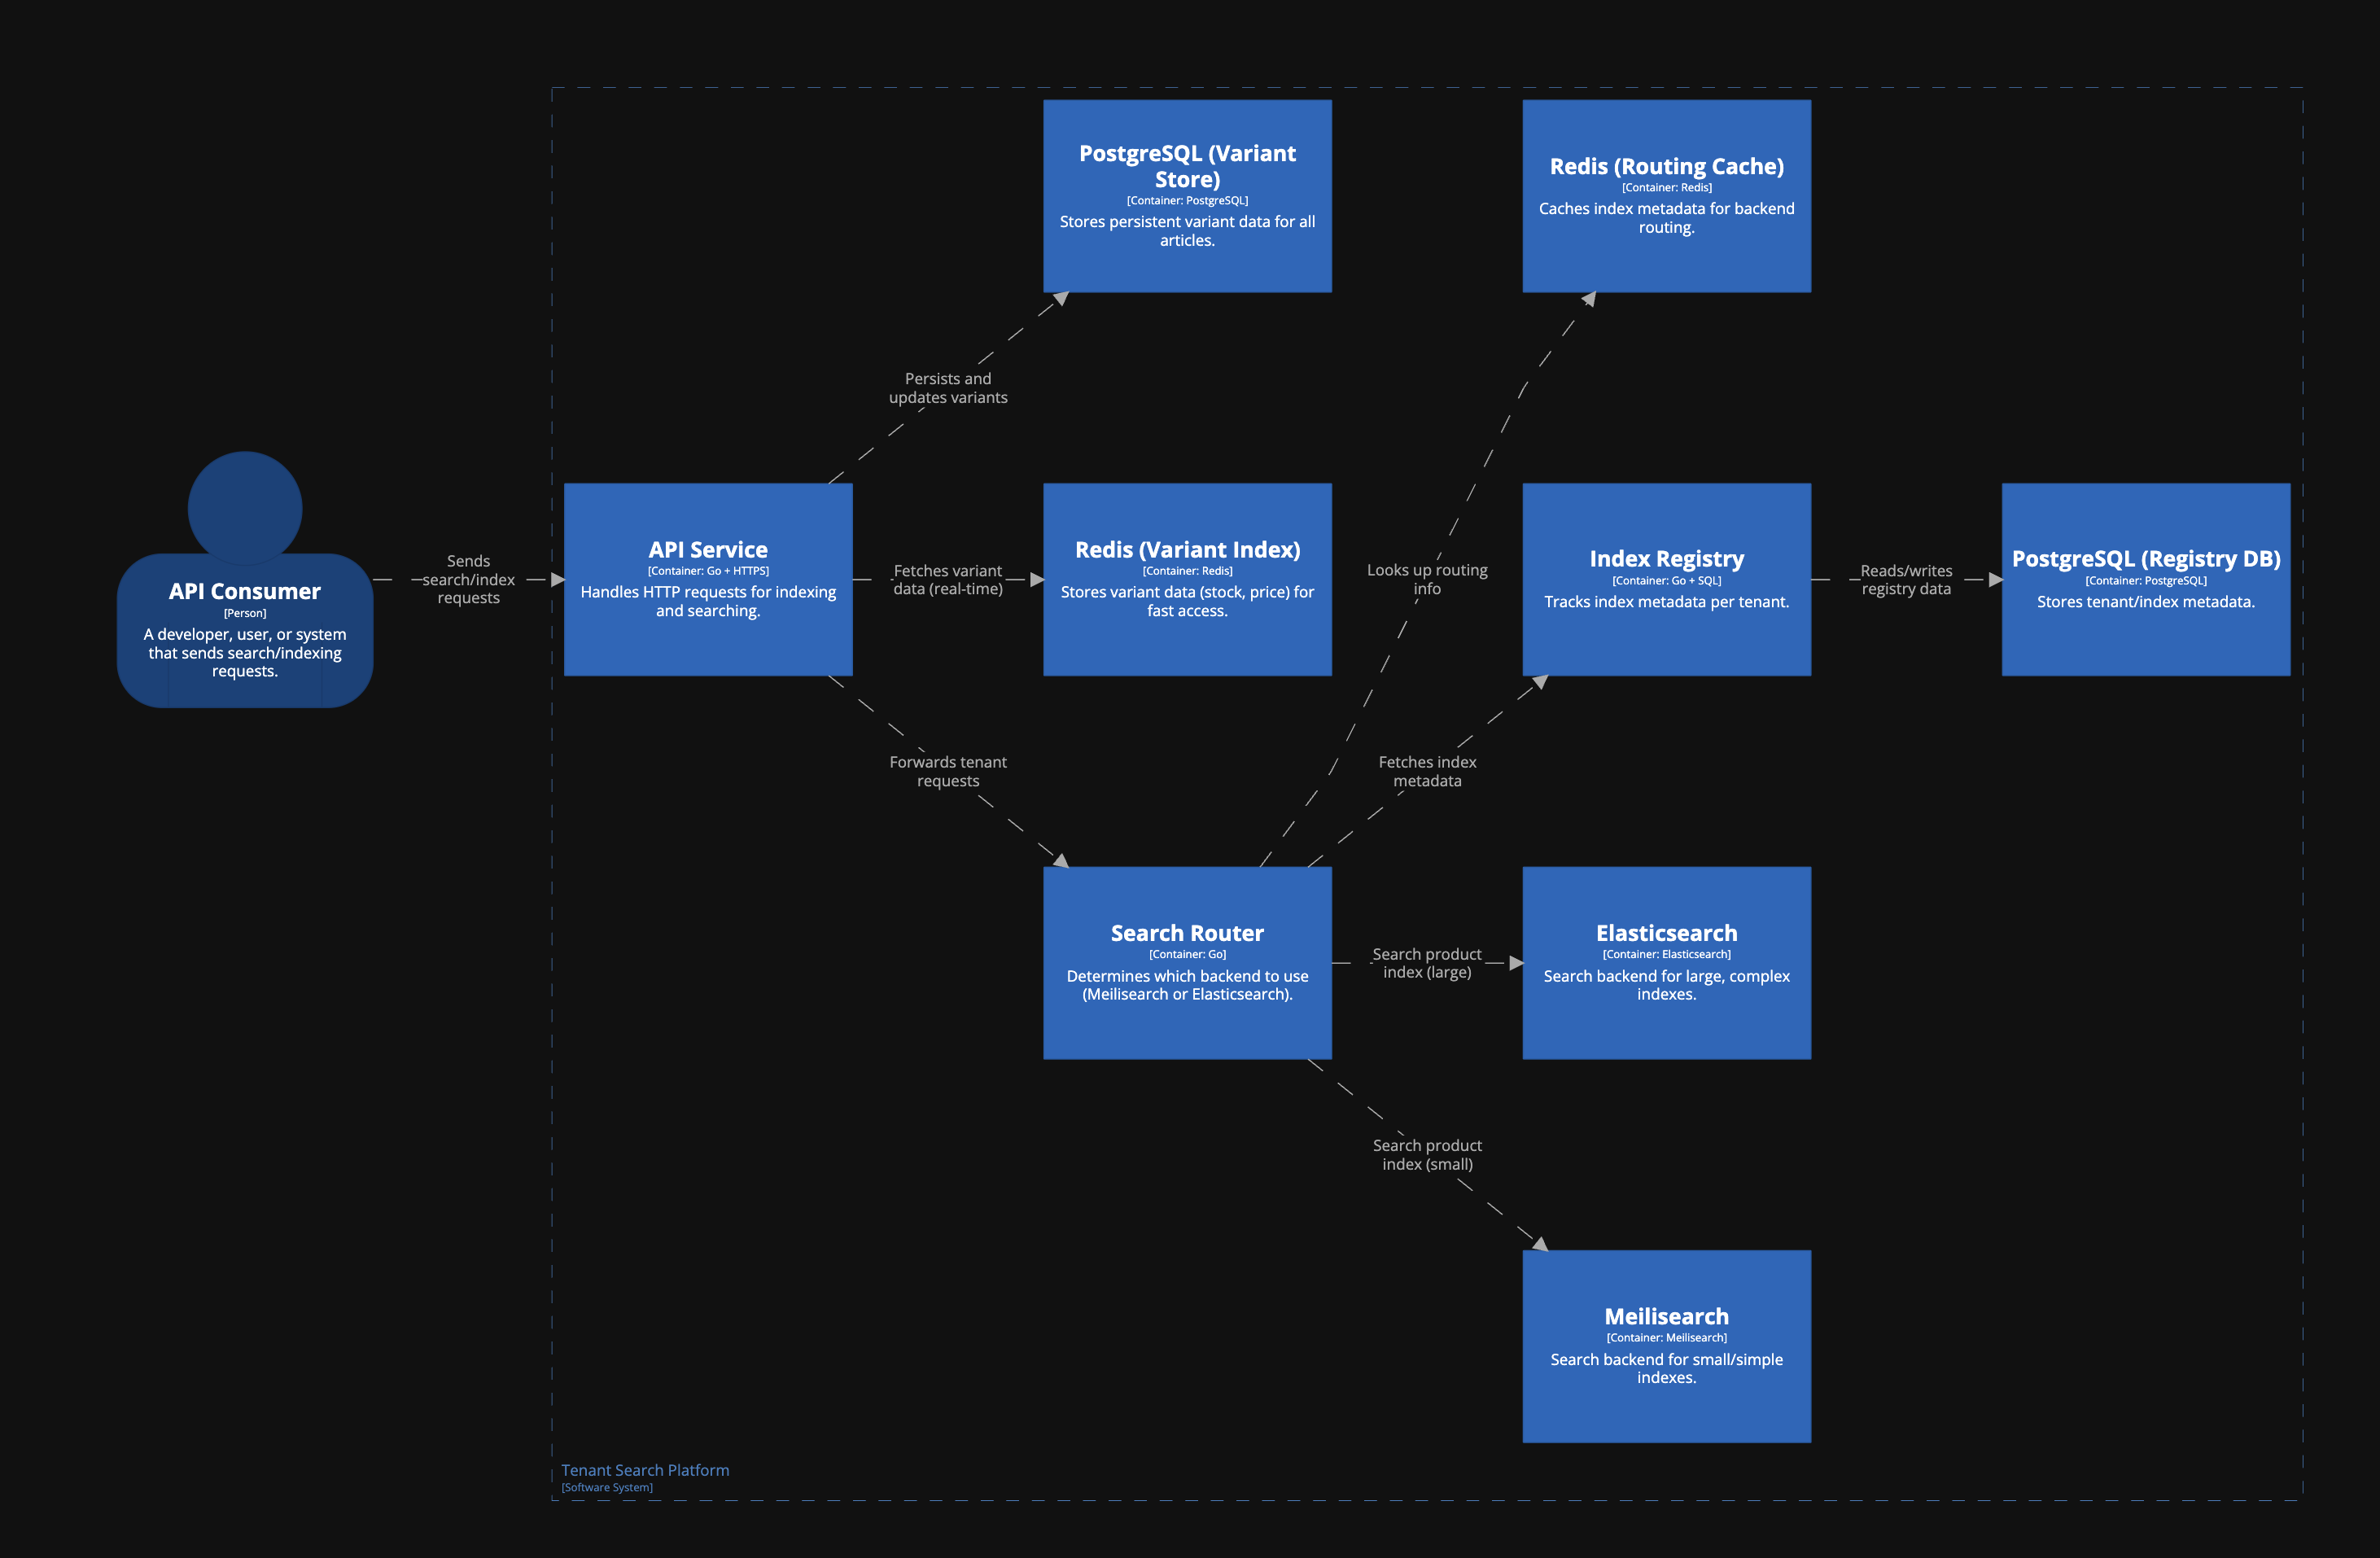 PostgreSQL (Variant
Store)
[Container: PostgreSQL]
Stores persistent variant data for all
articles.
Redis (Routing Cache)
[Container: Redis]
Caches index metadata for backend
routing.
Persists and
updates variants
API Consumer
[Person]
A developer, user, or system
that sends search/indexing
requests.
Sends
search/index
requests
API Service
[Container: Go + HTTPS]
Handles HTTP requests for indexing
and searching.
Fetches variant
data (real-time)
Redis (Variant Index)
[Container: Redis]
Stores variant data (stock, price) for
fast access.
Looks up routing
info
Index Registry
[Container: Go + SQL]
Tracks index metadata per tenant.
Reads/writes
registry data
PostgreSQL (Registry DB)
[Container: PostgreSQL]
Stores tenant/index metadata.
Forwards tenant
requests
Fetches index
metadata
Search Router
[Container: Go]
Determines which backend to use
(Meilisearch or Elasticsearch).
Search product
index (large)
Elasticsearch
[Container: Elasticsearch]
Search backend for large, complex
indexes.
Search product
index (small)
Meilisearch
[Container: Meilisearch]
Search backend for small/simple
indexes.
Tenant Search Platform
[Software System]